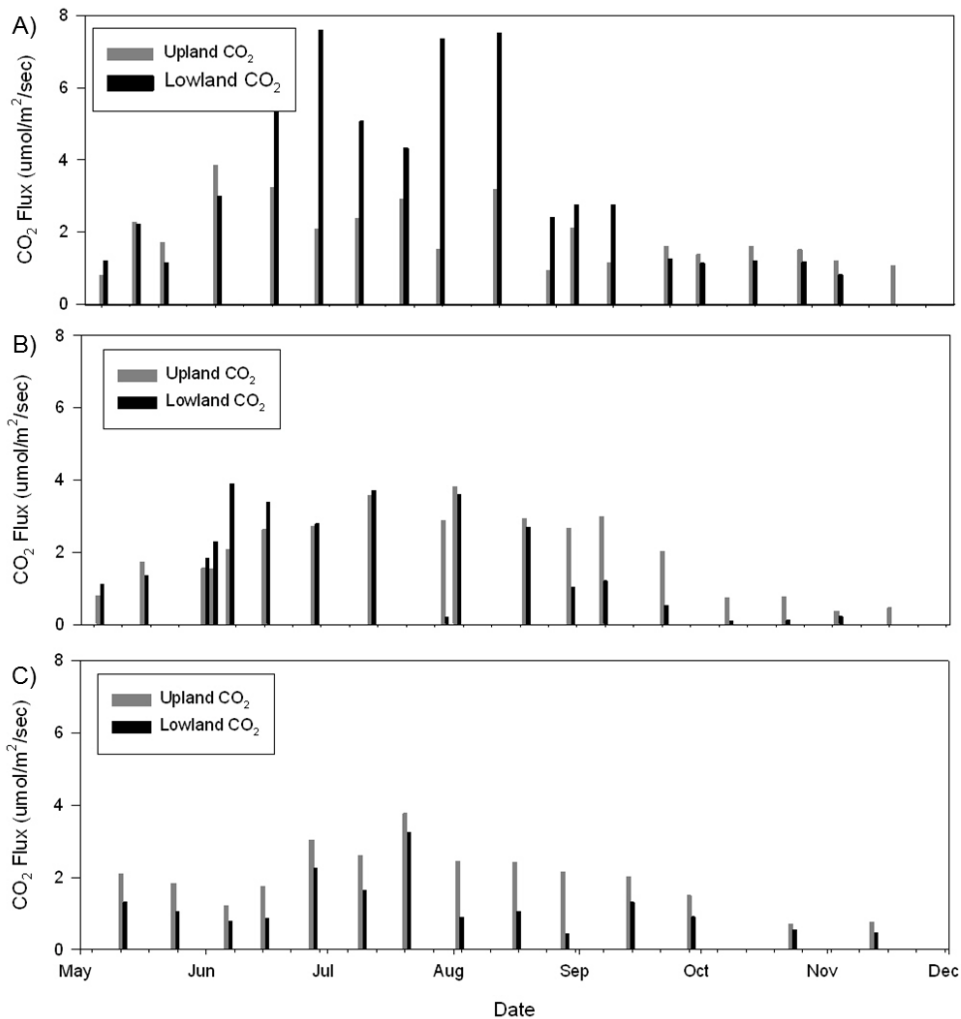 A)
8
6
4
2
0
CO₂ Flux (umol/m²/sec)
Upland CO₂
Lowland CO₂
B)
8
6
4
2
0
CO₂ Flux (umol/m²/sec)
Upland CO₂
Lowland CO₂
C)
8
6
4
2
0
CO₂ Flux (umol/m²/sec)
Upland CO₂
Lowland CO₂
May Jun Jul Aug Sep Oct Nov Dec
Date